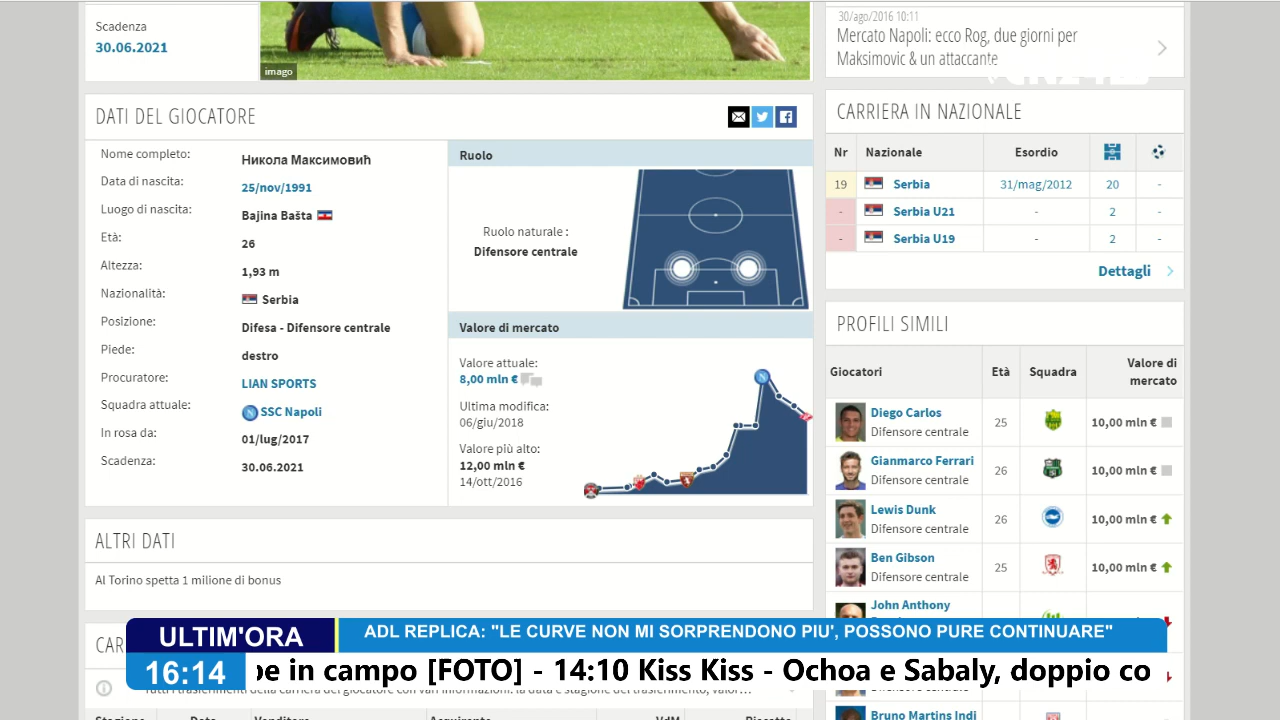 Scadenza
30.06.2021
imago
30/ago/2016 10:11
Mercato Napoli: ecco Rog, due giorni per
Maksimovic & un attaccante
DATI DEL GIOCATORE
Nome completo: Никола Максимовић
Data di nascita: 25/nov/1991
Luogo di nascita: Bajina Bašta
Età: 26
Altezza: 1,93 m
Nazionalità: Serbia
Posizione: Difesa - Difensore centrale
Piede: destro
Procuratore: LIAN SPORTS
Squadra attuale: SSC Napoli
In rosa da: 01/lug/2017
Scadenza: 30.06.2021
Ruolo
Ruolo naturale :
Difensore centrale
Valore di mercato
Valore attuale:
8,00 mln €
Ultima modifica:
06/giu/2018
Valore più alto:
12,00 mln €
14/ott/2016
CARRIERA IN NAZIONALE
Nr Nazionale Esordio
19 Serbia 31/mag/2012 20 -
- Serbia U21 - 2 -
- Serbia U19 - 2 -
Dettagli
PROFILI SIMILI
Giocatori Età Squadra Valore di
mercato
Diego Carlos
Difensore centrale 25 10,00 mln €
Gianmarco Ferrari
Difensore centrale 26 10,00 mln €
Lewis Dunk
Difensore centrale 26 10,00 mln €
Ben Gibson
Difensore centrale 25 10,00 mln €
John Anthony
Bruno Martins Indi
ALTRI DATI
Al Torino spetta 1 milione di bonus
CAR
ULTIM'ORA
ADL REPLICA: "LE CURVE NON MI SORPRENDONO PIU', POSSONO PURE CONTINUARE"
16:14
pe in campo [FOTO] - 14:10 Kiss Kiss - Ochoa e Sabaly, doppio co
Stagione Data Venditore Acquirente VdM Riscatto